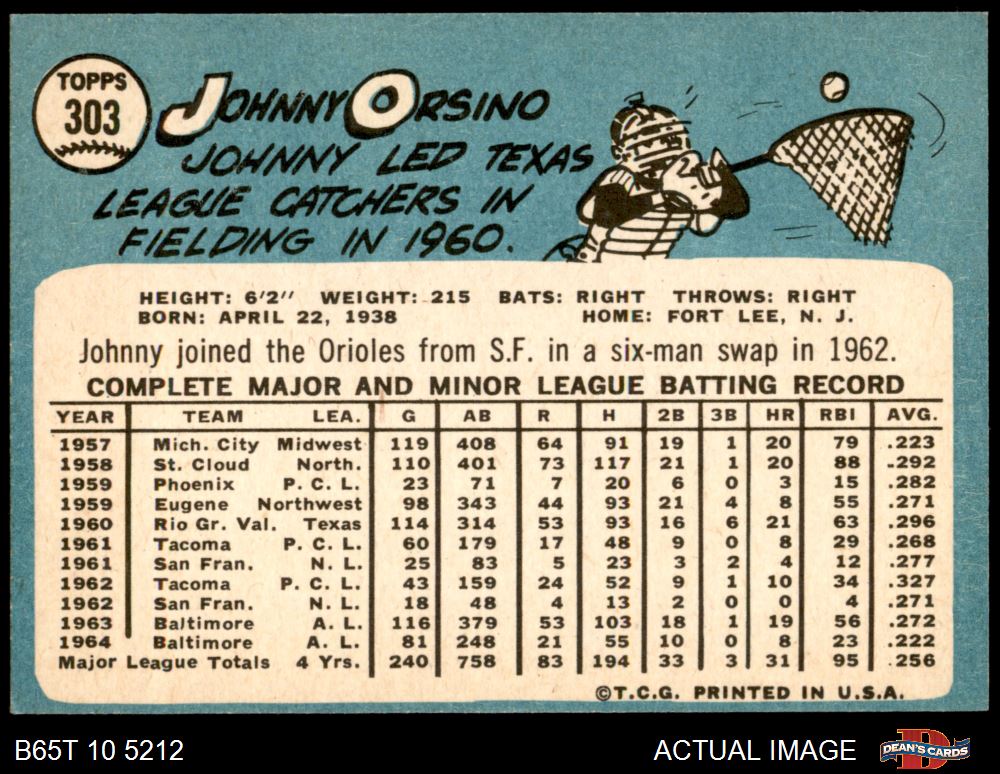 TOPPS
303
JOHNNY ORSINO
JOHNNY LED TEXAS
LEAGUE CATCHERS IN
FIELDING IN 1960.
HEIGHT: 6'2" WEIGHT: 215 BATS: RIGHT THROWS: RIGHT
BORN: APRIL 22, 1938 HOME: FORT LEE, N. J.
Johnny joined the Orioles from S.F. in a six-man swap in 1962.
COMPLETE MAJOR AND MINOR LEAGUE BATTING RECORD
YEAR TEAM LEA. G AB R H 2B 3B HR RBI AVG.
1957 Mich. City Midwest 119 408 64 91 19 1 20 79 .223
1958 St. Cloud North. 110 401 73 117 21 1 20 88 .292
1959 Phoenix P. C. L. 23 71 7 20 6 0 3 15 .282
1959 Eugene Northwest 98 343 44 93 21 4 8 55 .271
1960 Rio Gr. Val. Texas 114 314 53 93 16 6 21 63 .296
1961 Tacoma P. C. L. 60 179 17 48 9 0 8 29 .268
1961 San Fran. N. L. 25 83 5 23 3 2 4 12 .277
1962 Tacoma P. C. L. 43 159 24 52 9 1 10 34 .327
1962 San Fran. N. L. 18 48 4 13 2 0 0 4 .271
1963 Baltimore A. L. 116 379 53 103 18 1 19 56 .272
1964 Baltimore A. L. 81 248 21 55 10 0 8 23 .222
Major League Totals 4 Yrs. 240 758 83 194 33 3 31 95 .256
©T.C.G. PRINTED IN U.S.A.
B65T 10 5212 ACTUAL IMAGE DEAN'S CARDS